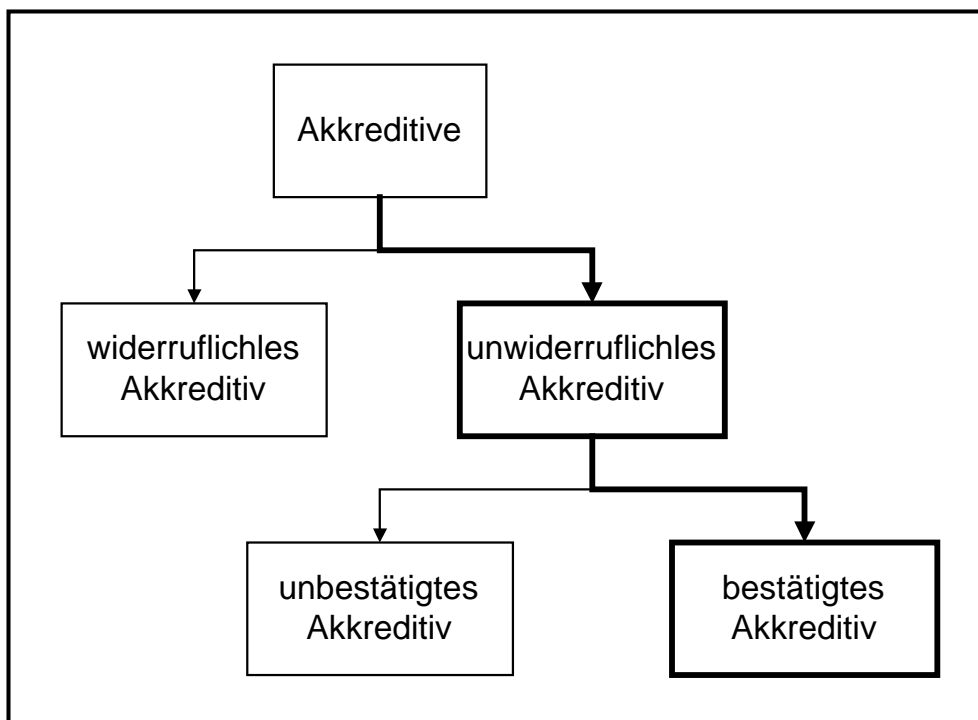 Akkreditive
widerruflichles
Akkreditiv
unwiderruflichles
Akkreditiv
unbestätigtes
Akkreditiv
bestätigtes
Akkreditiv